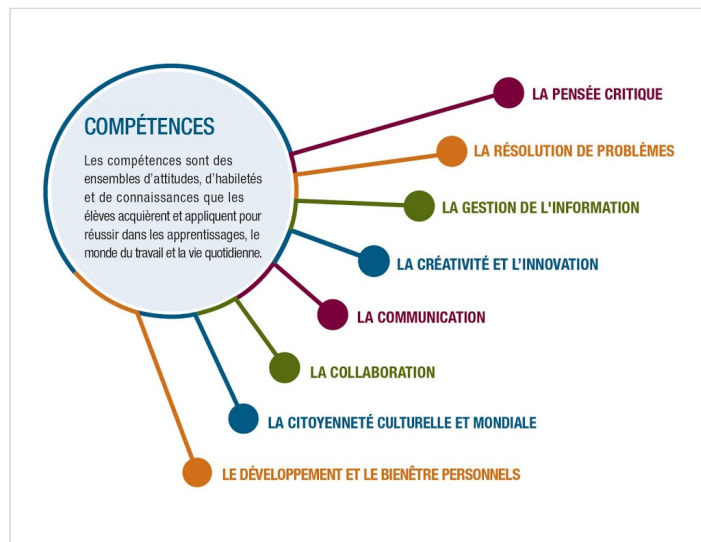 COMPÉTENCES
Les compétences sont des
ensembles d'attitudes, d'habiletés
et de connaissances que les
élèves acquièrent et appliquent pour
réussir dans les apprentissages, le
monde du travail et la vie quotidienne.
LA PENSÉE CRITIQUE
LA RÉSOLUTION DE PROBLÈMES
LA GESTION DE L'INFORMATION
LA CRÉATIVITÉ ET L'INNOVATION
LA COMMUNICATION
LA COLLABORATION
LA CITOYENNETÉ CULTURELLE ET MONDIALE
LE DÉVELOPPEMENT ET LE BIENÊTRE PERSONNELS